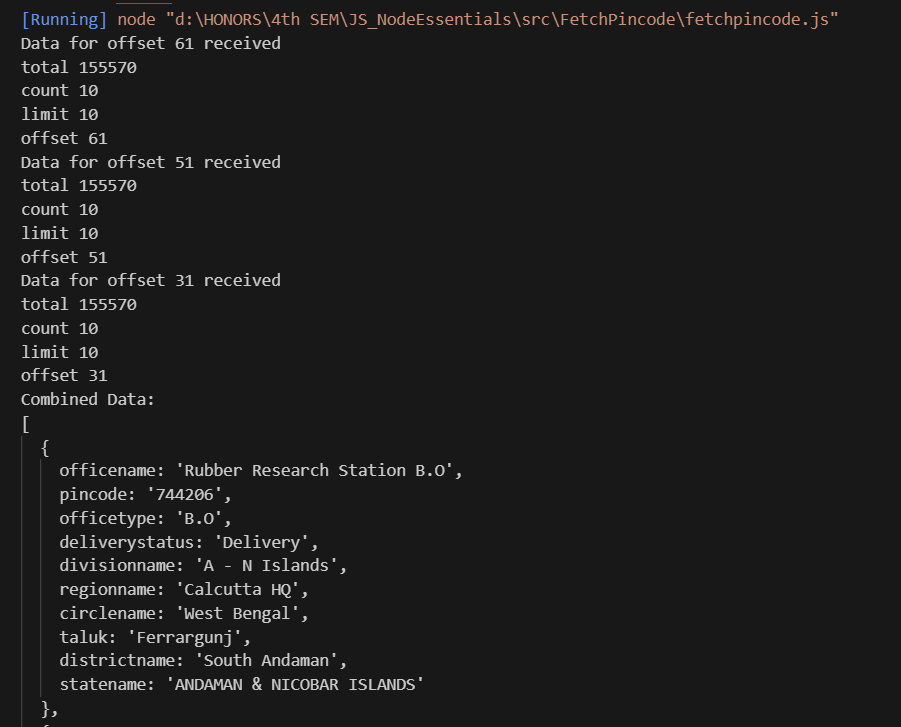 [Running] node "d:\HONORS\4th SEM\JS_NodeEssentials\src\FetchPincode\fetchpincode.js"
Data for offset 61 received
total 155570
count 10
limit 10
offset 61
Data for offset 51 received
total 155570
count 10
limit 10
offset 51
Data for offset 31 received
total 155570
count 10
limit 10
offset 31
Combined Data:
[
  {
    officename: 'Rubber Research Station B.O',
    pincode: '744206',
    officetype: 'B.O',
    deliverystatus: 'Delivery',
    divisionname: 'A - N Islands',
    regionname: 'Calcutta HQ',
    circlename: 'West Bengal',
    taluk: 'Ferrargunj',
    districtname: 'South Andaman',
    statename: 'ANDAMAN & NICOBAR ISLANDS'
  },